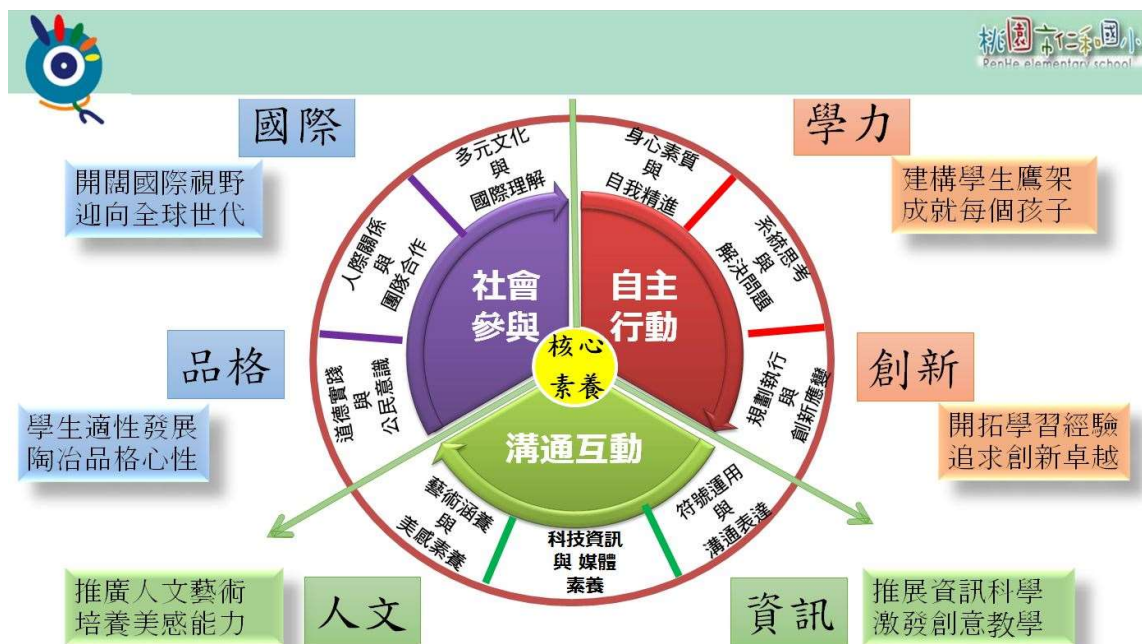 桃園市仁和國小
RenHe elementary school
國際
開闊國際視野
迎向全球世代
學力
建構學生鷹架
成就每個孩子
多元文化
與
國際理解
身心素質
與
自我精進
人際關係
與
團隊合作
系統思考
與
解決問題
社會
參與
自主
行動
核心
素養
品格
學生適性發展
陶冶品格心性
創新
開拓學習經驗
追求創新卓越
道德實踐
與
公民意識
規劃執行
與
創新應變
溝通互動
藝術涵養
與
美感素養
科技資訊
與 媒體
素養
符號運用
與
溝通表達
推廣人文藝術
培養美感能力
人文
資訊
推展資訊科學
激發創意教學